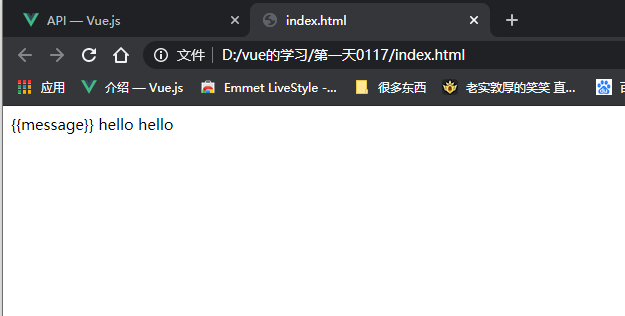 API — Vue.js
index.html
文件 D:/vue的学习/第一天0117/index.html
应用 介绍 — Vue.js Emmet LiveStyle -... 很多东西 老实敦厚的笑笑 直...
{{message}} hello hello